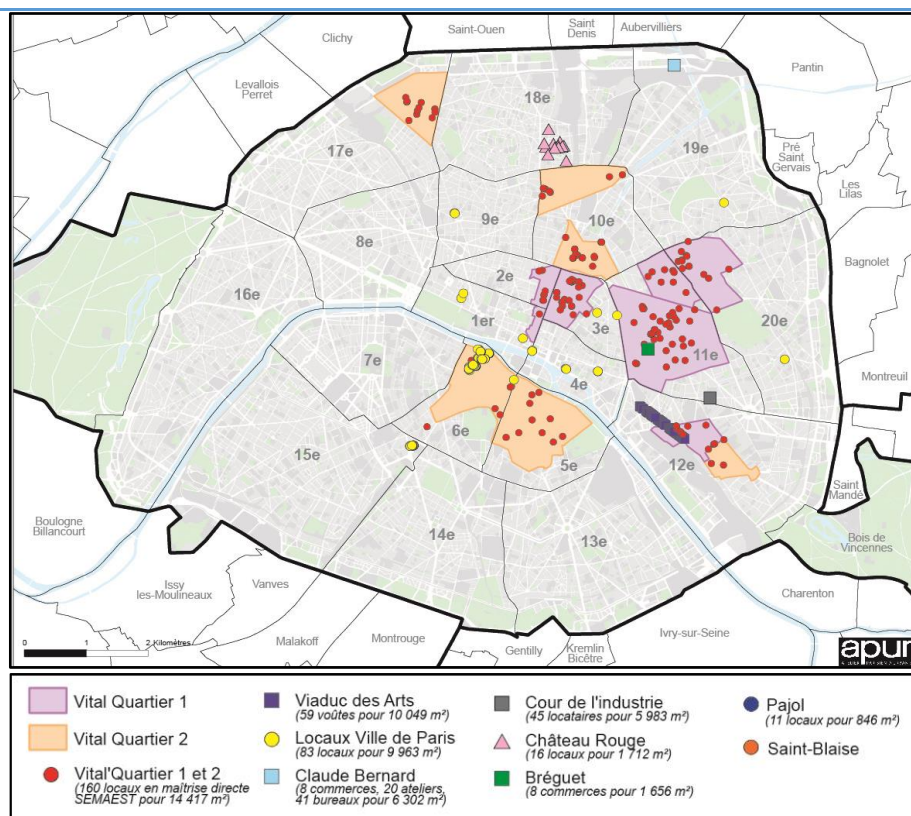 Clichy
Saint-Ouen
Saint
Denis
Aubervilliers
Levallois
Perret
Pantin
18e
17e
19e
Pré
Saint
Gervais
Les
Lilas
9e
10e
8e
Bagnolet
2e
16e
1er
3e
20e
7e
11e
4e
Montreuil
6e
15e
5e
12e
Saint
Mandé
14e
13e
Boulogne
Billancourt
Bois de
Vincennes
Issy
les-Moulineaux
Vanves
Charenton
Ivry-sur-Seine
0 1 2 Kilomètres
Malakoff
Montrouge
Gentilly
Kremlin
Bicêtre
apur
Vital Quartier 1
Vital Quartier 2
Vital'Quartier 1 et 2
(160 locaux en maîtrise directe
SEMAEST pour 14 417 m²)
Viaduc des Arts
(59 voûtes pour 10 049 m²)
Locaux Ville de Paris
(83 locaux pour 9 963 m²)
Claude Bernard
(8 commerces, 20 ateliers,
41 bureaux pour 6 302 m²)
Cour de l'industrie
(45 locataires pour 5 983 m²)
Château Rouge
(16 locaux pour 1 712 m²)
Bréguet
(8 commerces pour 1 656 m²)
Pajol
(11 locaux pour 846 m²)
Saint-Blaise